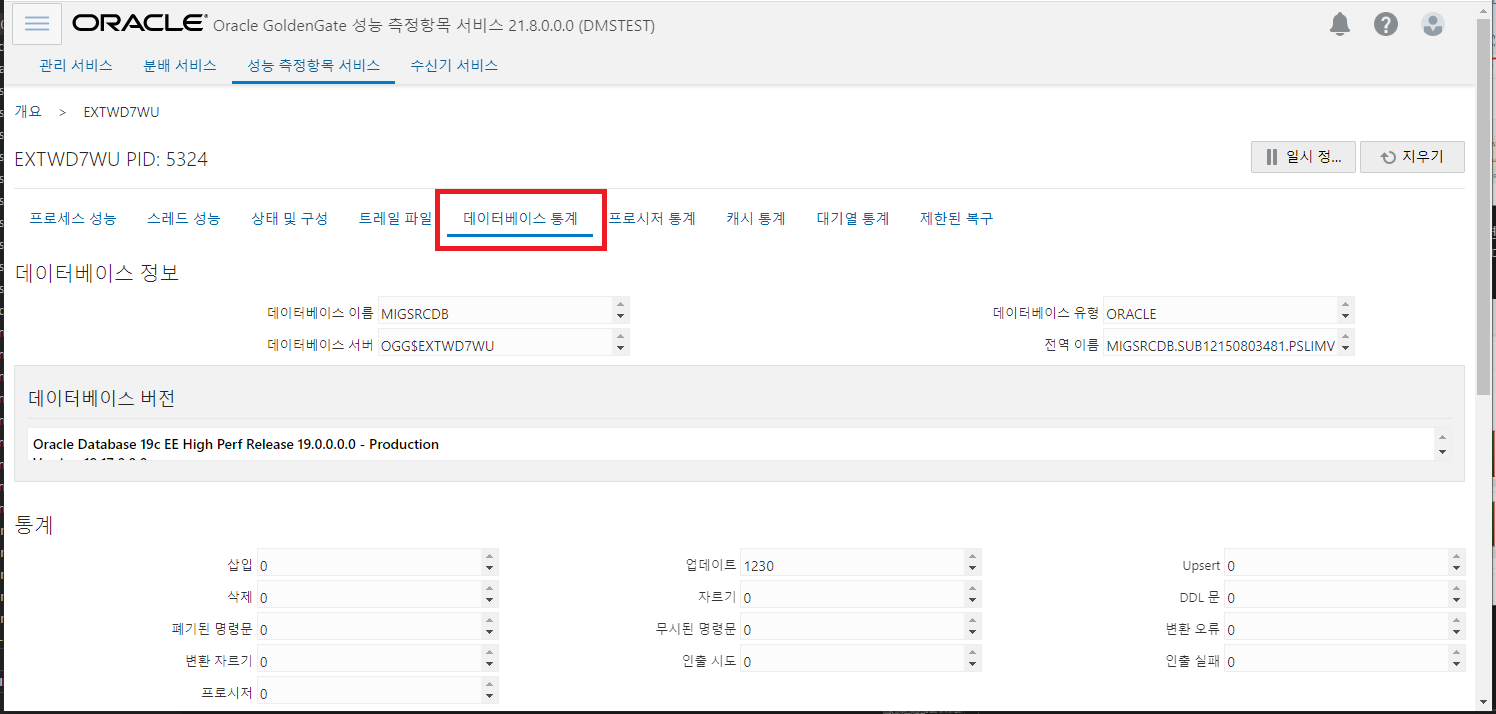 ORACLE® Oracle GoldenGate 성능 측정항목 서비스 21.8.0.0.0 (DMSTEST)
관리 서비스 분배 서비스 성능 측정항목 서비스 수신기 서비스
개요 > EXTWD7WU
EXTWD7WU PID: 5324 일시 정... 지우기
프로세스 성능 스레드 성능 상태 및 구성 트레일 파일 데이터베이스 통계 프로시저 통계 캐시 통계 대기열 통계 제한된 복구
데이터베이스 정보
데이터베이스 이름 MIGSRCDB 데이터베이스 유형 ORACLE
데이터베이스 서버 OGG$EXTWD7WU 전역 이름 MIGSRCDB.SUB12150803481.PSLIMV
데이터베이스 버전
Oracle Database 19c EE High Perf Release 19.0.0.0.0 - Production
통계
삽입 0 업데이트 1230 Upsert 0
삭제 0 자르기 0 DDL 문 0
폐기된 명령문 0 무시된 명령문 0 변환 오류 0
변환 자르기 0 인출 시도 0 인출 실패 0
프로시저 0